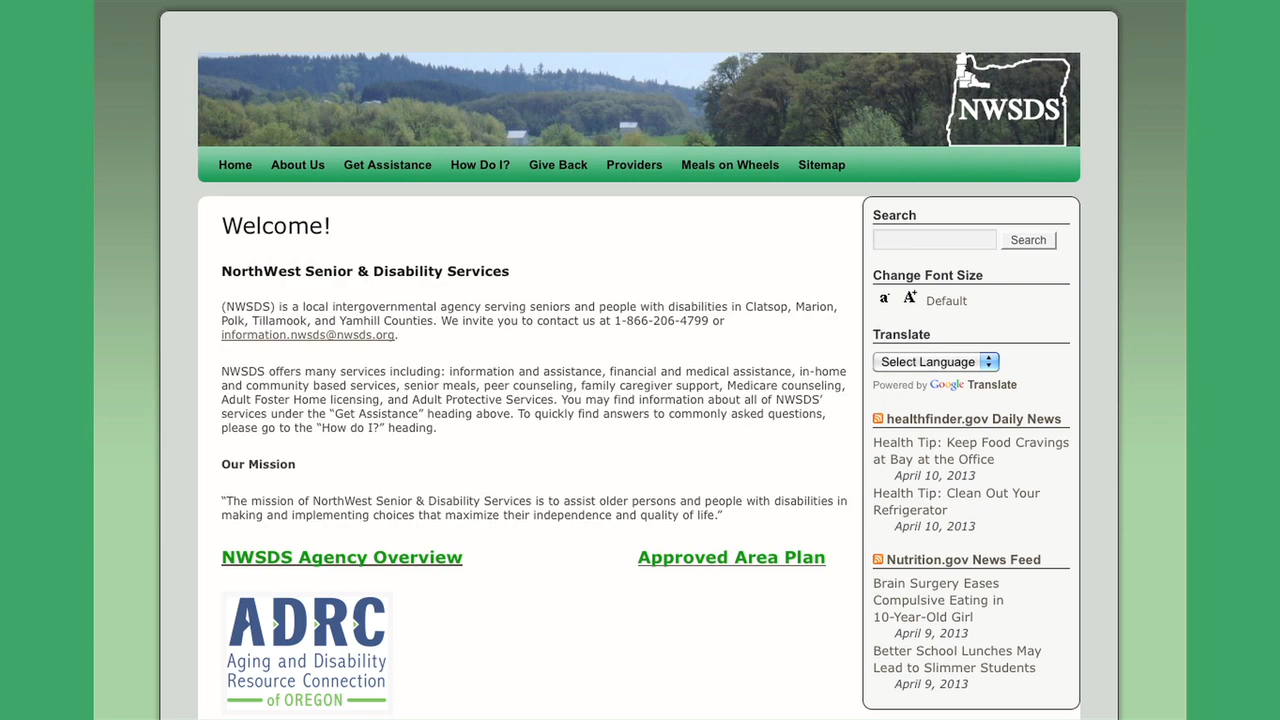 NWSDS
Home About Us Get Assistance How Do I? Give Back Providers Meals on Wheels Sitemap
Welcome!
NorthWest Senior & Disability Services
(NWSDS) is a local intergovernmental agency serving seniors and people with disabilities in Clatsop, Marion,
Polk, Tillamook, and Yamhill Counties. We invite you to contact us at 1-866-206-4799 or
information.nwsds@nwsds.org.
NWSDS offers many services including: information and assistance, financial and medical assistance, in-home
and community based services, senior meals, peer counseling, family caregiver support, Medicare counseling,
Adult Foster Home licensing, and Adult Protective Services. You may find information about all of NWSDS’
services under the “Get Assistance” heading above. To quickly find answers to commonly asked questions,
please go to the “How do I?” heading.
Our Mission
“The mission of NorthWest Senior & Disability Services is to assist older persons and people with disabilities in
making and implementing choices that maximize their independence and quality of life.”
NWSDS Agency Overview Approved Area Plan
ADRC
Aging and Disability
Resource Connection
of OREGON
Search
Search
Change Font Size
a- A+ Default
Translate
Select Language
Powered by Google Translate
healthfinder.gov Daily News
Health Tip: Keep Food Cravings
at Bay at the Office
April 10, 2013
Health Tip: Clean Out Your
Refrigerator
April 10, 2013
Nutrition.gov News Feed
Brain Surgery Eases
Compulsive Eating in
10-Year-Old Girl
April 9, 2013
Better School Lunches May
Lead to Slimmer Students
April 9, 2013